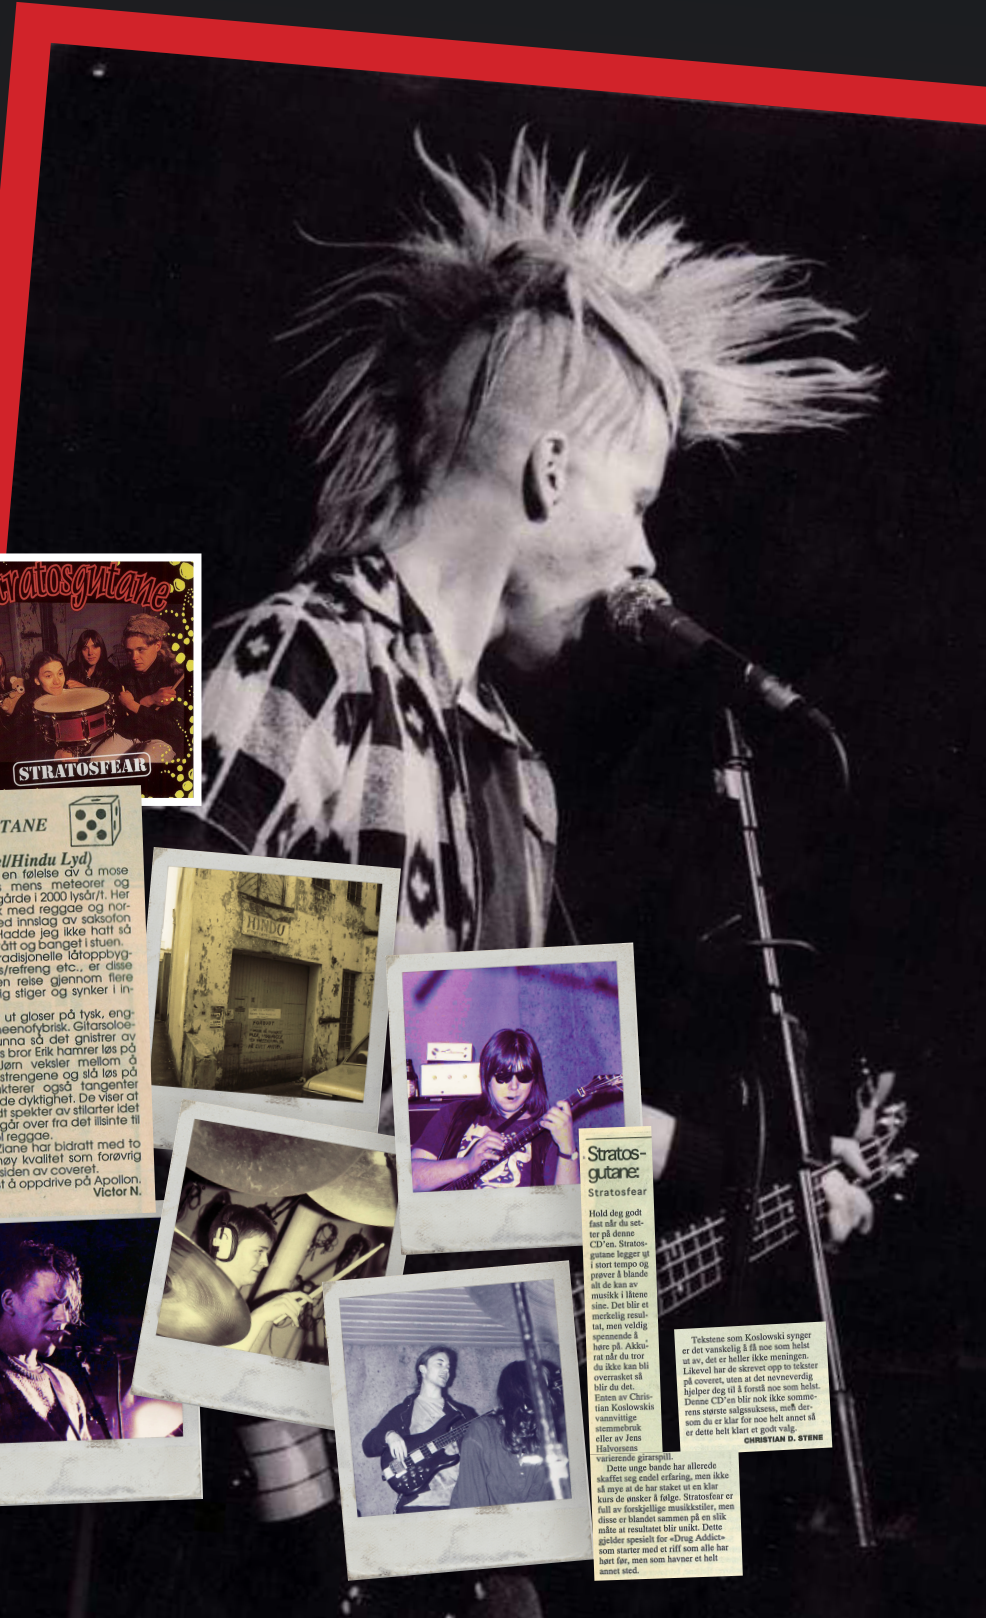 tratosgutane
STRATOSFEAR
TANE
el/Hindu Lyd)
en følelse av å mose
mens meteorer og
gårde i 2000 lysår/t. Her
med reggae og nor-
ed innslag av saksofon
Hadde jeg ikke hatt så
ått og banget i stuen.
radisjonelle låtoppbyg-
s/refreng etc., er disse
en reise gjennom flere
ig stiger og synker i in-
ut gloser på tysk, eng-
neenofybrisk. Gitarsoloe-
unna så det gnistrer av
s bror Erik hamrer løs på
Jørn veksler mellom å
strengene og slå løs på
akterer også tangenter
de dyktighet. De viser at
dt spekter av stilarter idet
går over fra det illsinte til
l reggae.
Ziane har bidratt med to
høy kvalitet som forøvrig
siden av coveret.
st å oppdrive på Apollon.
Victor N.
HINDU
Stratos-
gutane:
Stratosfear
Hold deg godt
fast når du set-
ter på denne
CD'en. Stratos-
gutane legger ut
i stort tempo og
prøver å blande
alt de kan av
musikk i låtene
sine. Det blir et
merkelig resul-
tat, men veldig
spennende å
høre på. Akku-
rat når du tror
du ikke kan bli
overrasket så
blir du det.
Enten av Chris-
tian Koslowskis
vannvittige
stemmebruk
eller av Jens
Halvorsens
varierende girarspill.
Dette unge bande har allerede
skaffet seg endel erfaring, men ikke
så mye at de har staket ut en klar
kurs de ønsker å følge. Stratosfear er
full av forskjellige musikkstiler, men
disse er blandet sammen på en slik
måte at resultatet blir unikt. Dette
gjelder spesielt for «Drug Addict»
som starter med et riff som alle har
hørt før, men som havner et helt
annet sted.
Tekstene som Koslowski synger
er det vanskelig å få noe som helst
ut av, det er heller ikke meningen.
Likevel har de skrevet opp to tekster
på coveret, uten at det nevneverdig
hjelper deg til å forstå noe som helst.
Denne CD'en blir nok ikke somme-
rens største salgssuksess, men der-
som du er klar for noe helt annet så
er dette helt klart et godt valg.
CHRISTIAN D. STENE